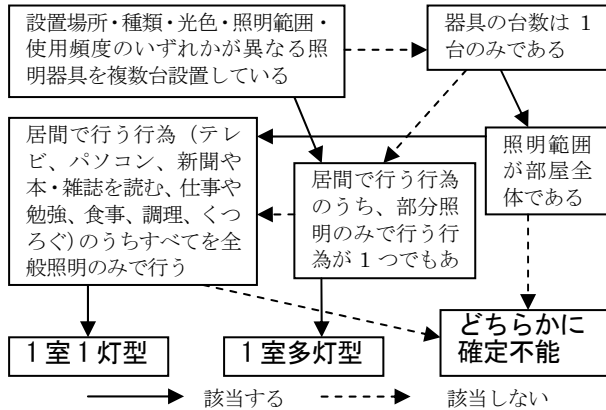 設置場所・種類・光色・照明範囲・
使用頻度のいずれかが異なる照
明器具を複数台設置している
器具の台数は 1
台のみである
居間で行う行為（テレ
ビ、パソコン、新聞や
本・雑誌を読む、仕事や
勉強、食事、調理、くつ
ろぐ）のうちすべてを全
般照明のみで行う
居間で行う行為
のうち、部分照
明のみで行う行
為が 1 つでもあ
照明範囲
が部屋全
体である
1室1灯型
1室多灯型
どちらかに
確定不能
該当する
該当しない